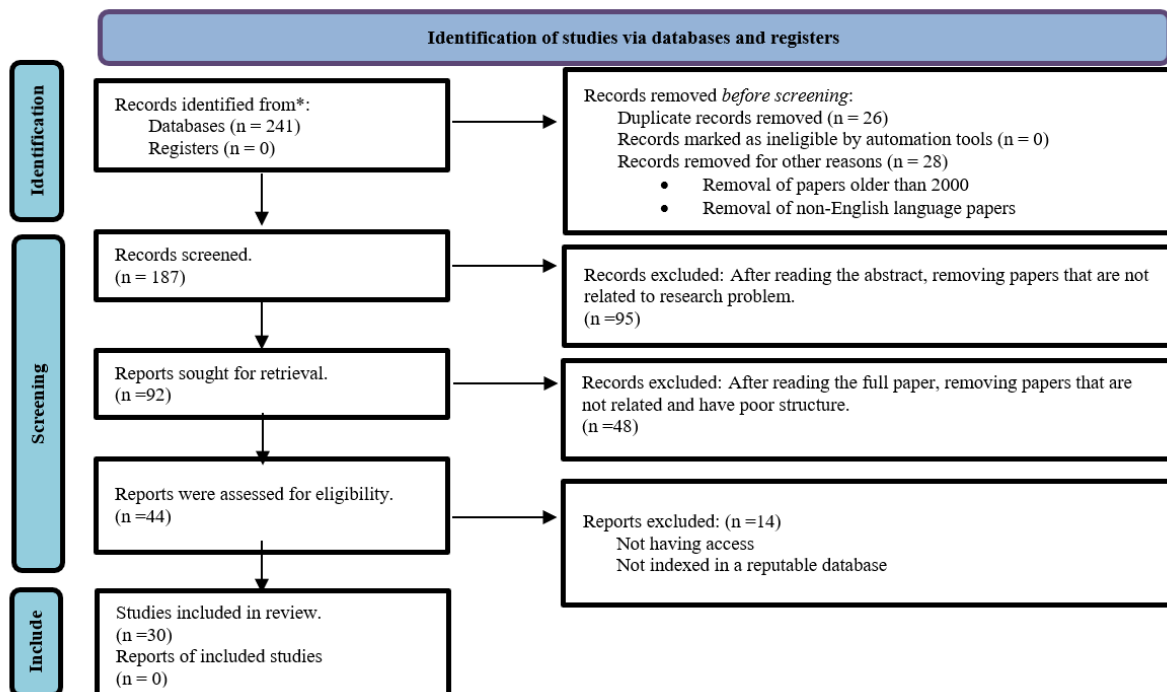 Identification of studies via databases and registers
Identification
Records identified from*:
Databases (n = 241)
Registers (n = 0)
Records removed before screening:
Duplicate records removed (n = 26)
Records marked as ineligible by automation tools (n = 0)
Records removed for other reasons (n = 28)
• Removal of papers older than 2000
• Removal of non-English language papers
Screening
Records screened.
(n = 187)
Records excluded: After reading the abstract, removing papers that are not
related to research problem.
(n =95)
Reports sought for retrieval.
(n =92)
Records excluded: After reading the full paper, removing papers that are
not related and have poor structure.
(n =48)
Reports were assessed for eligibility.
(n =44)
Reports excluded: (n =14)
Not having access
Not indexed in a reputable database
Include
Studies included in review.
(n =30)
Reports of included studies
(n = 0)